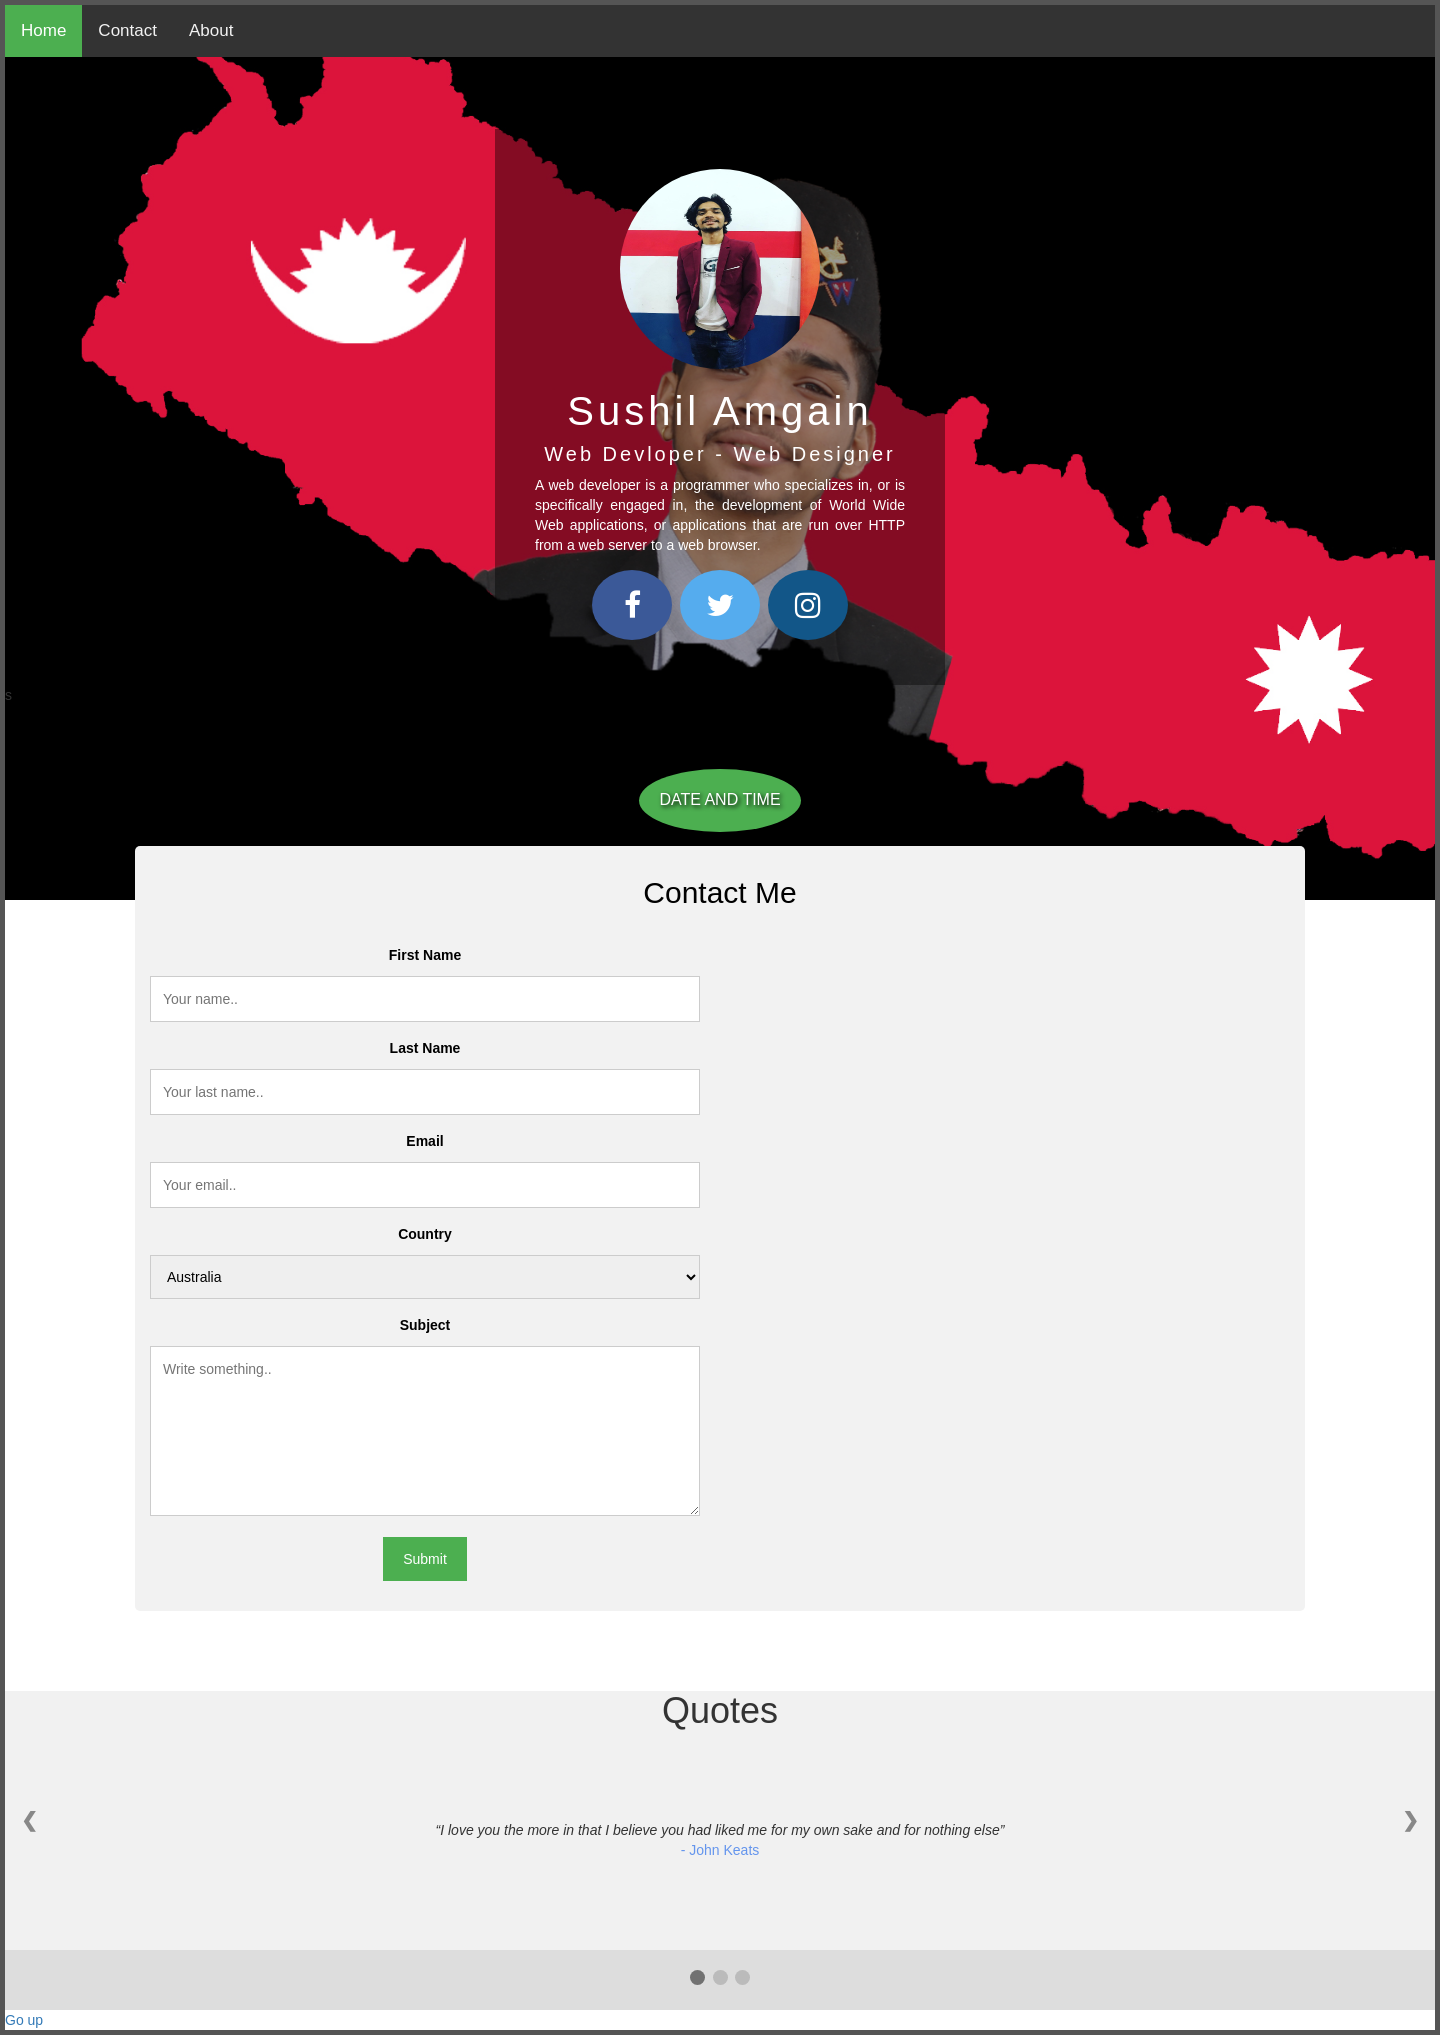 Home Contact About
Sushil Amgain
Web Devloper - Web Designer
A web developer is a programmer who specializes in, or is
specifically engaged in, the development of World Wide
Web applications, or applications that are run over HTTP
from a web server to a web browser.
s
DATE AND TIME
Contact Me
First Name
Your name..
Last Name
Your last name..
Email
Your email..
Country
Australia
Subject
Write something..
Submit
Quotes
❮ ❯
“I love you the more in that I believe you had liked me for my own sake and for nothing else”
- John Keats
Go up